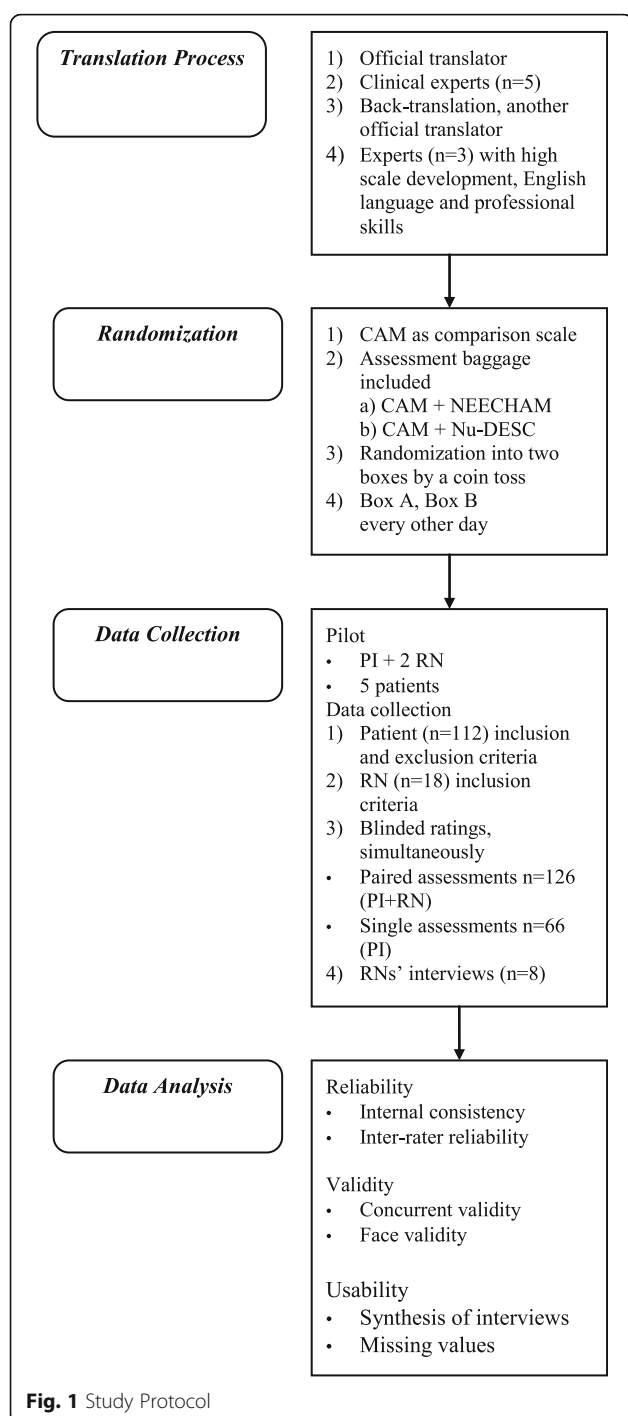 Translation Process
1) Official translator
2) Clinical experts (n=5)
3) Back-translation, another
official translator
4) Experts (n=3) with high
scale development, English
language and professional
skills
Randomization
1) CAM as comparison scale
2) Assessment baggage
included
a) CAM + NEECHAM
b) CAM + Nu-DESC
3) Randomization into two
boxes by a coin toss
4) Box A, Box B
every other day
Data Collection
Pilot
• PI + 2 RN
• 5 patients
Data collection
1) Patient (n=112) inclusion
and exclusion criteria
2) RN (n=18) inclusion
criteria
3) Blinded ratings,
simultaneously
• Paired assessments n=126
(PI+RN)
• Single assessments n=66
(PI)
4) RNs' interviews (n=8)
Data Analysis
Reliability
• Internal consistency
• Inter-rater reliability
Validity
• Concurrent validity
• Face validity
Usability
• Synthesis of interviews
• Missing values
Fig. 1 Study Protocol